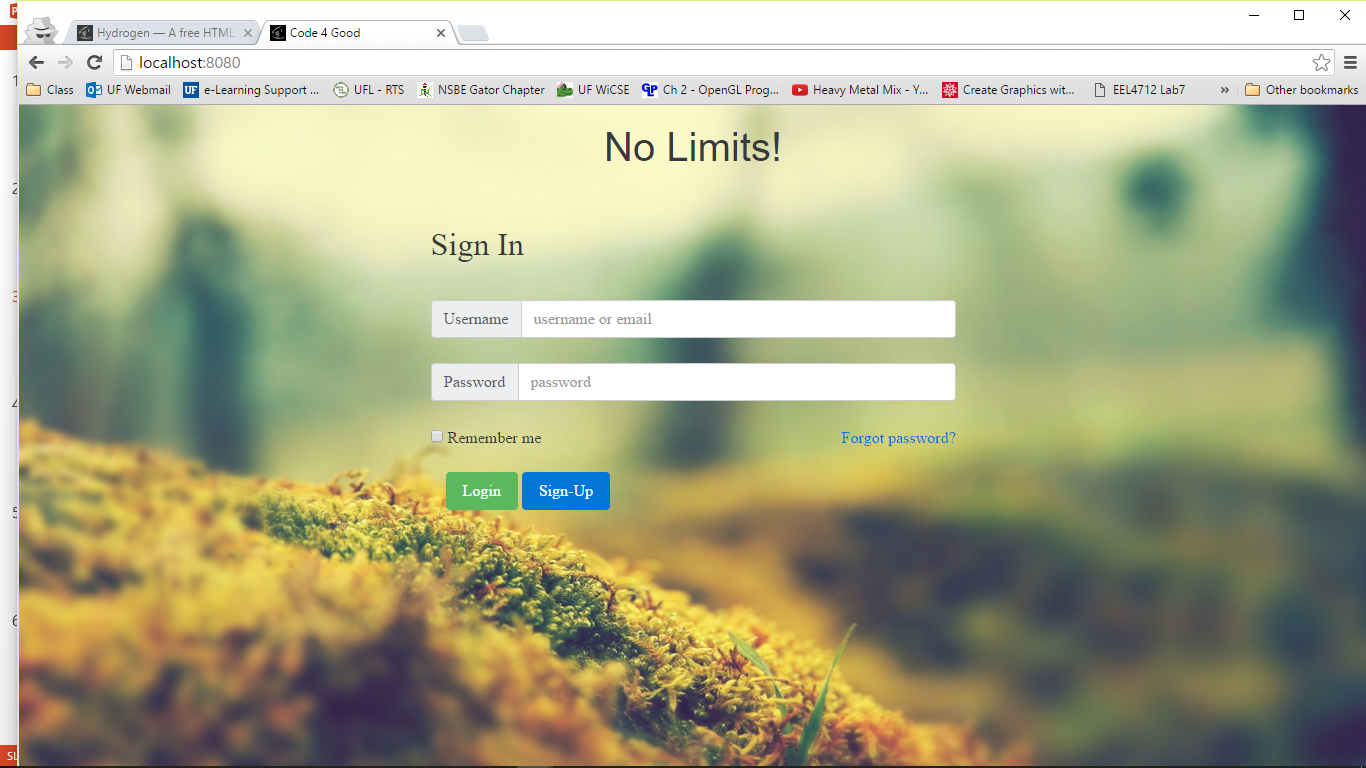 Hydrogen — A free HTML
Code 4 Good
localhost:8080
Class UF Webmail e-Learning Support ... UFL - RTS NSBE Gator Chapter UF WiCSE Ch 2 - OpenGL Prog... Heavy Metal Mix - Y... Create Graphics wit... EEL4712 Lab7 » Other bookmarks
No Limits!
Sign In
Username username or email
Password password
Remember me Forgot password?
Login Sign-Up